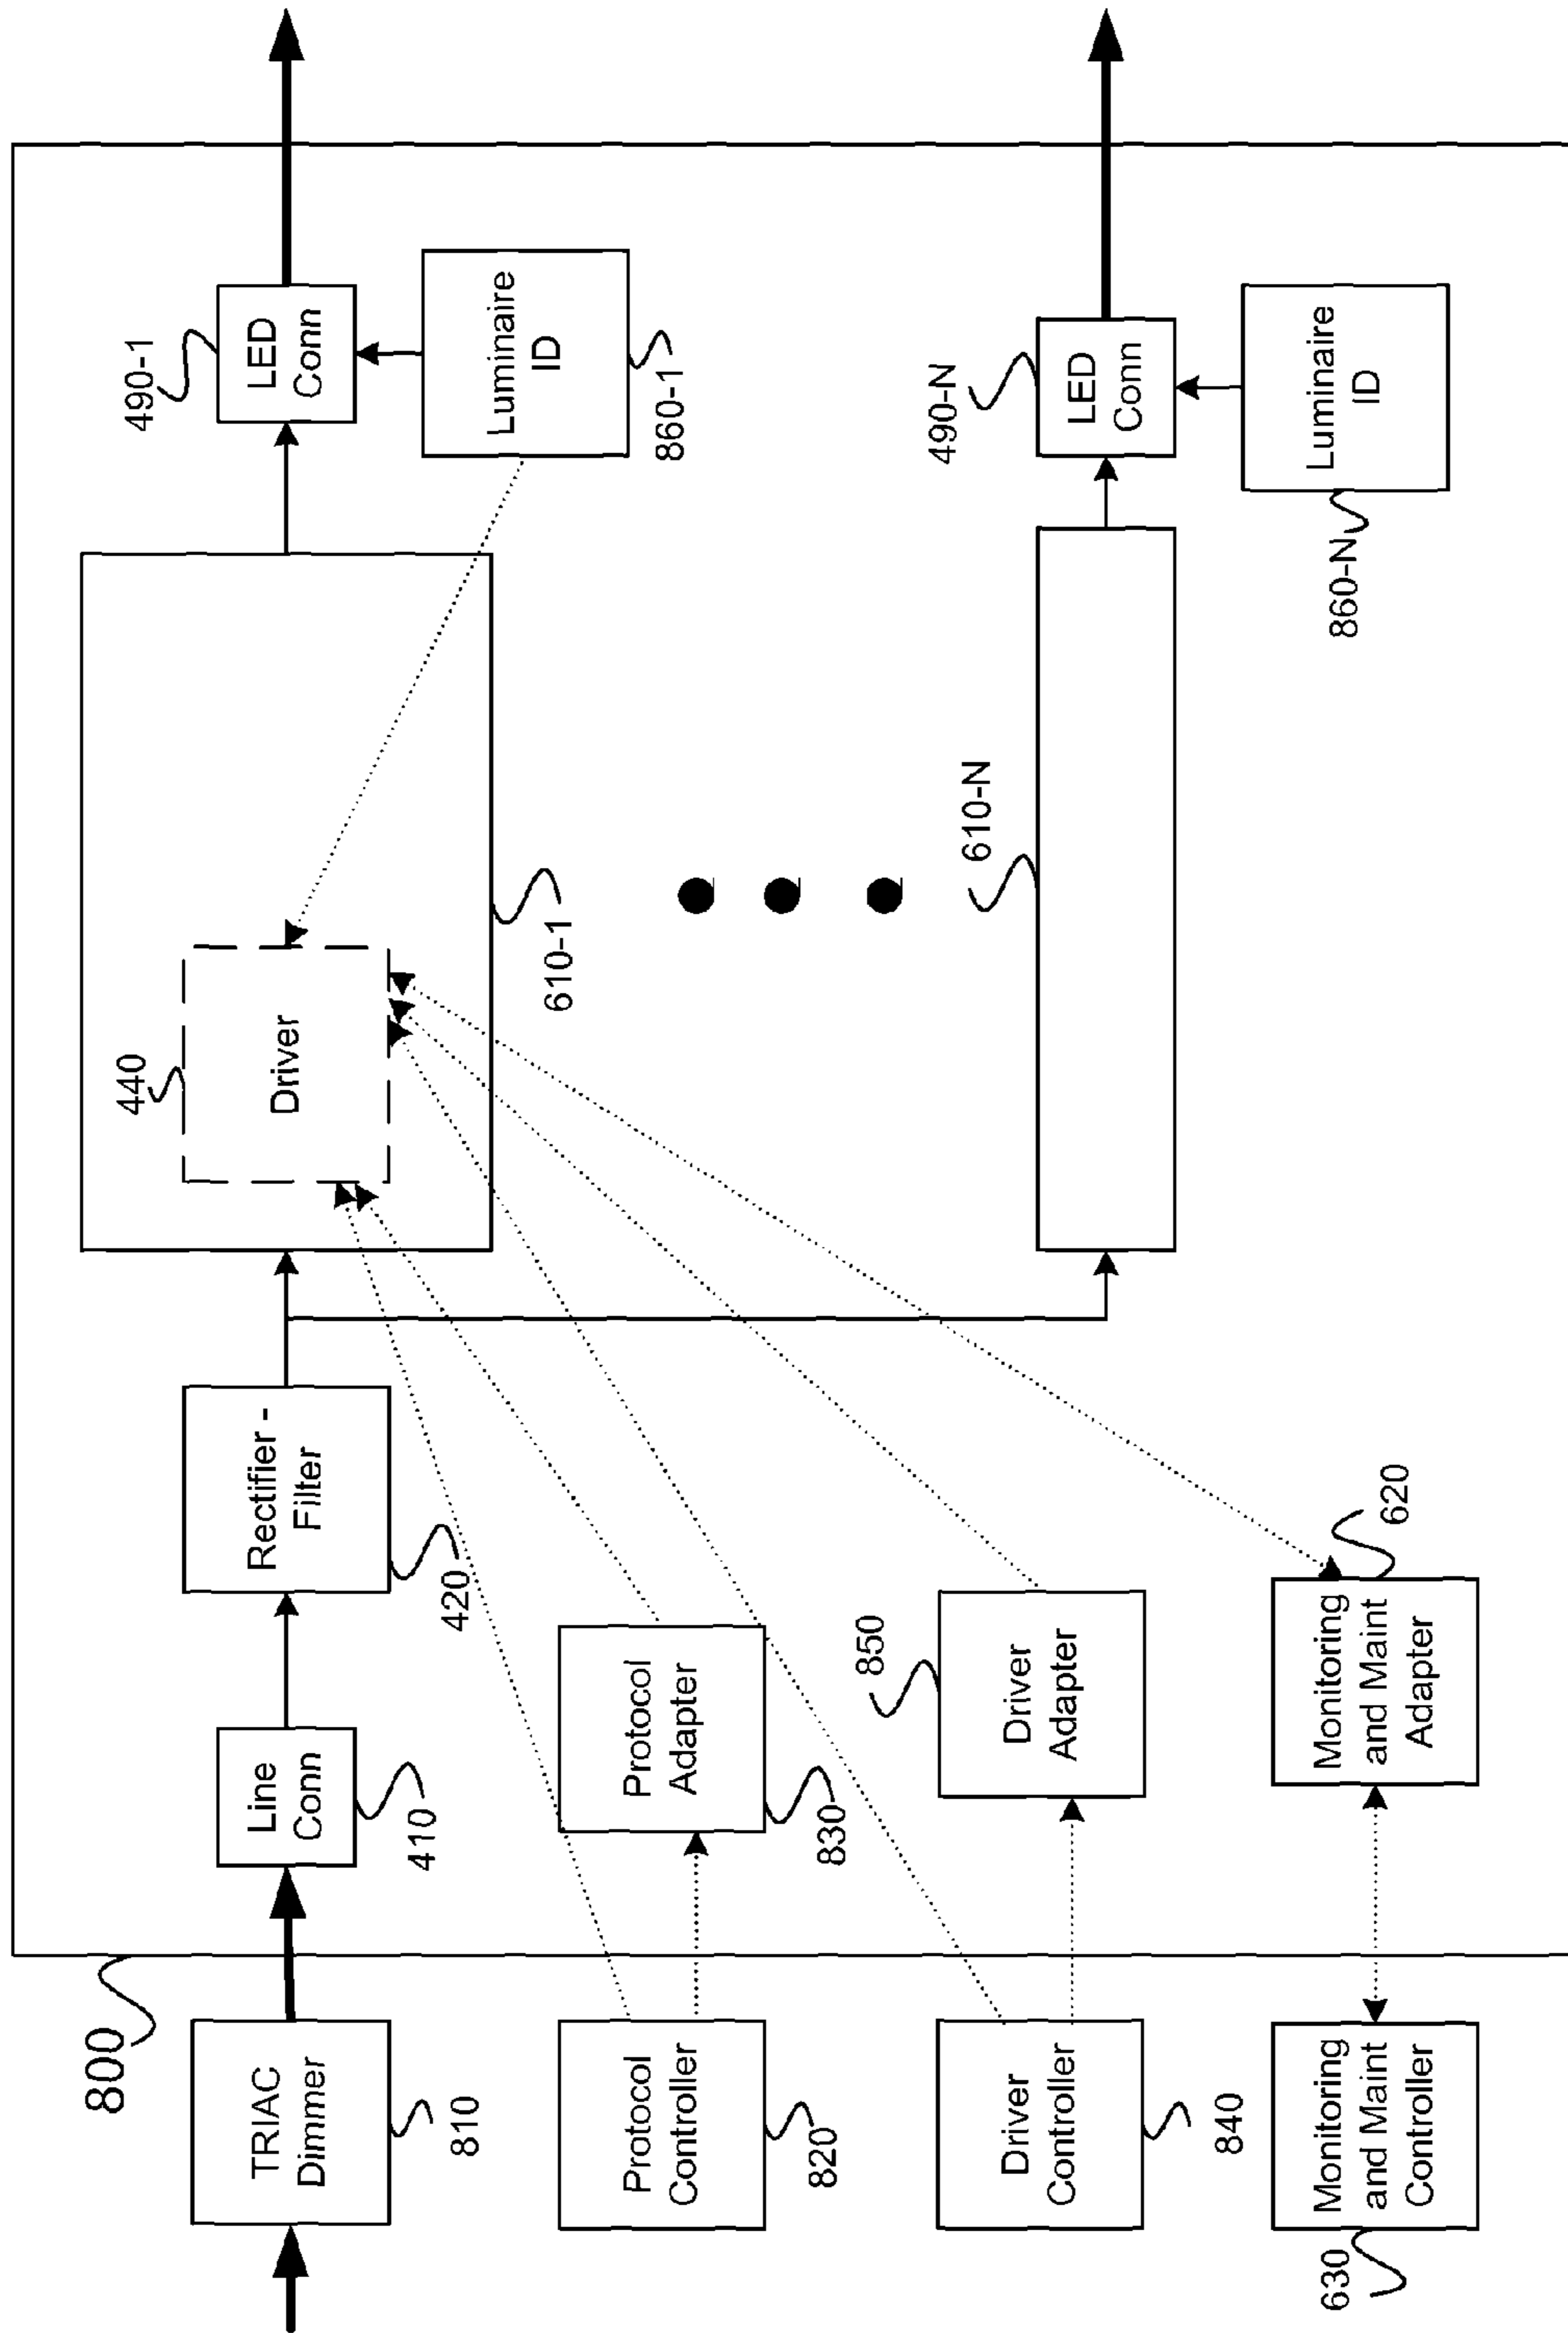 800
TRIAC
Dimmer
810
Line
Conn
410
Rectifier -
Filter
420
440
Driver
610-1
490-1
LED
Conn
Luminaire
ID
860-1
Protocol
Controller
820
Protocol
Adapter
830
Driver
Controller
840
850
Driver
Adapter
610-N
490-N
LED
Conn
Luminaire
ID
860-N
630
Monitoring
and Maint
Controller
Monitoring
and Maint
Adapter
620